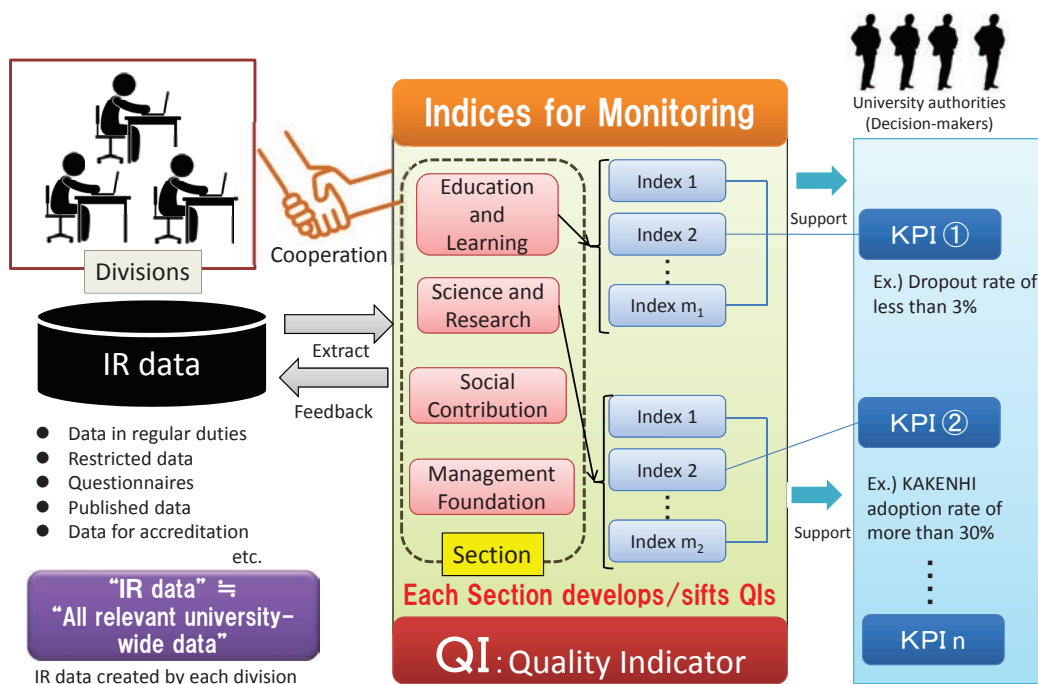 Divisions
Cooperation
IR data
Extract
Feedback
● Data in regular duties
● Restricted data
● Questionnaires
● Published data
● Data for accreditation
etc.
“IR data” ≒
“All relevant university-
wide data”
IR data created by each division
Indices for Monitoring
Education
and
Learning
Science and
Research
Social
Contribution
Management
Foundation
Section
Index 1
Index 2
⋮
Index m₁
Index 1
Index 2
⋮
Index m₂
Each Section develops/sifts QIs
QI : Quality Indicator
Support
Support
University authorities
(Decision-makers)
KPI ①
Ex.) Dropout rate of
less than 3%
KPI ②
Ex.) KAKENHI
adoption rate of
more than 30%
⋮
KPI n